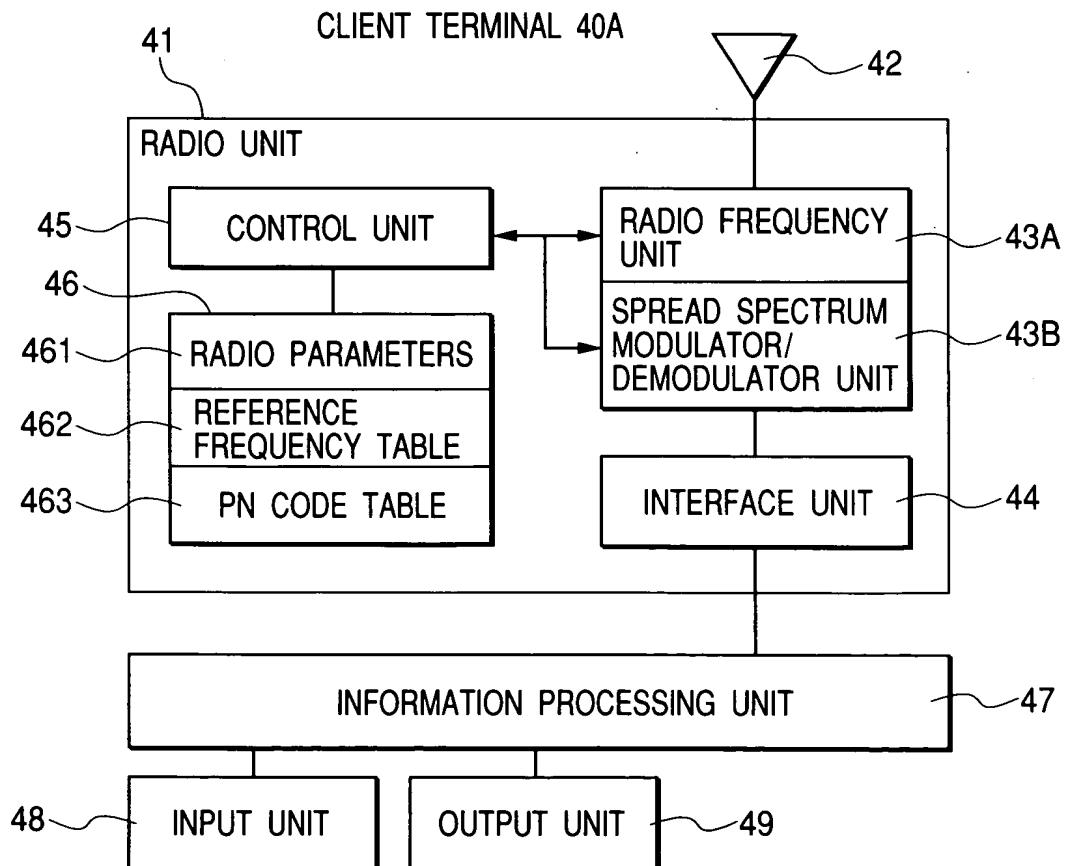 CLIENT TERMINAL 40A
41
42
RADIO UNIT
45
CONTROL UNIT
RADIO FREQUENCY
UNIT
43A
46
461
RADIO PARAMETERS
SPREAD SPECTRUM
MODULATOR/
DEMODULATOR UNIT
43B
462
REFERENCE
FREQUENCY TABLE
463
PN CODE TABLE
INTERFACE UNIT
44
INFORMATION PROCESSING UNIT
47
48
INPUT UNIT
OUTPUT UNIT
49